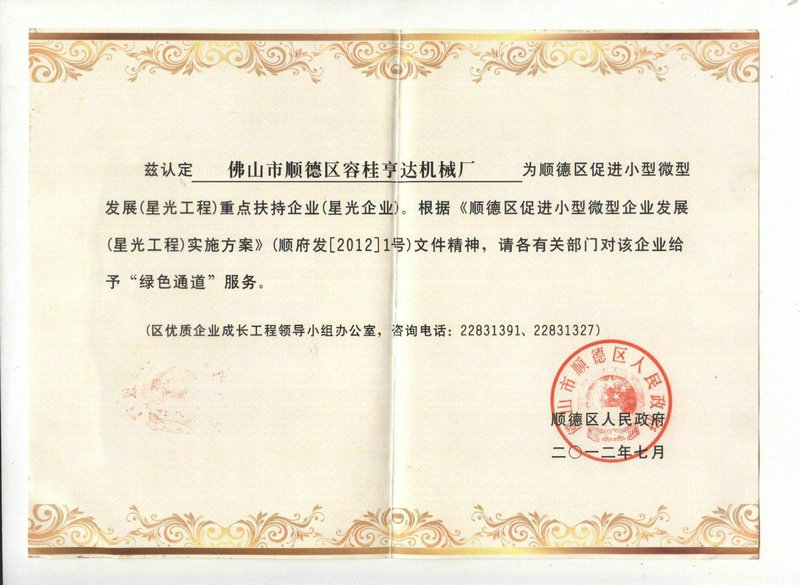 兹认定 佛山市顺德区容桂亨达机械厂 为顺德区促进小型微型
发展(星光工程)重点扶持企业(星光企业)。根据《顺德区促进小型微型企业发展
(星光工程)实施方案》(顺府发[2012]1号)文件精神，请各有关部门对该企业给
予“绿色通道”服务。
(区优质企业成长工程领导小组办公室，咨询电话：22831391、22831327)
佛山市顺德区人民政府
顺德区人民政府
二〇一二年七月